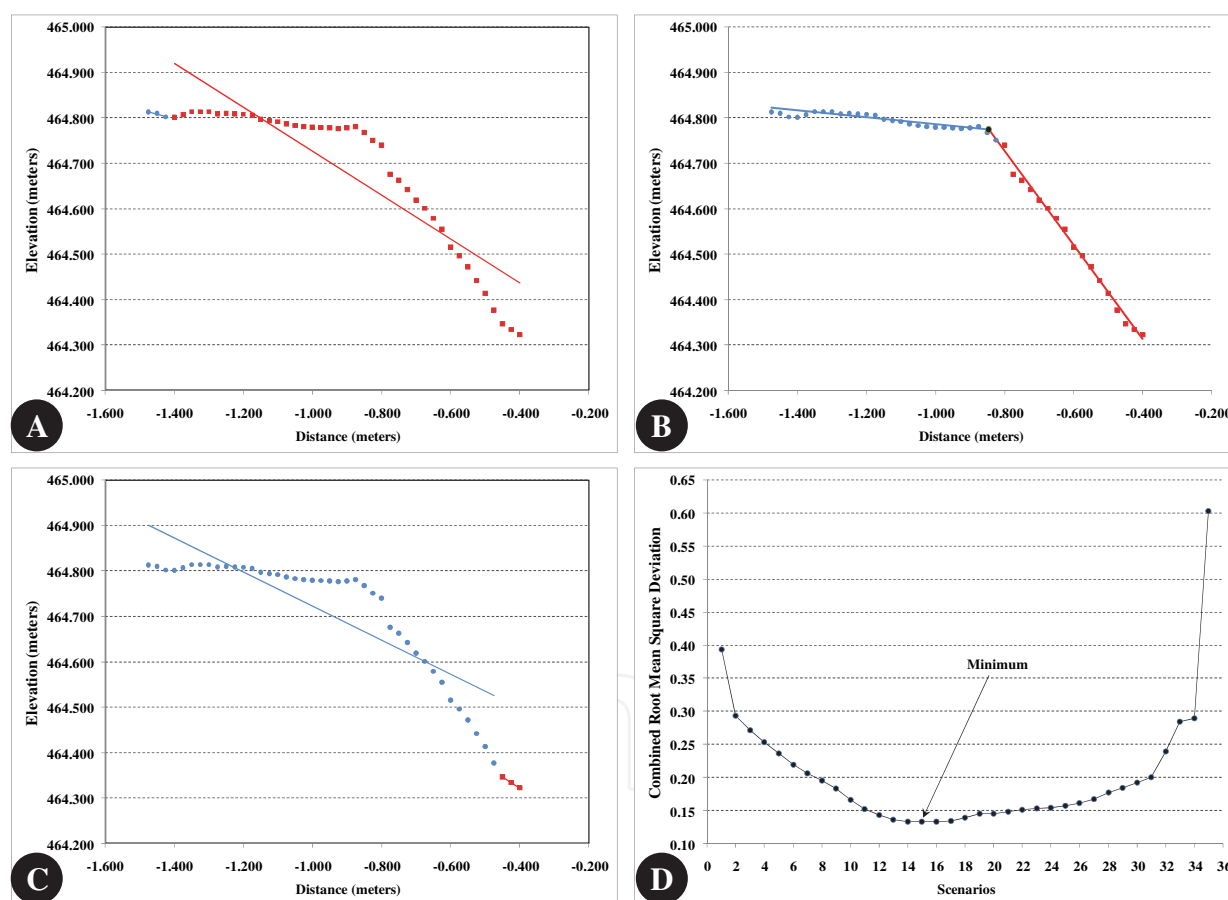 465.000
464.900
464.800
464.700
464.600
464.500
464.400
464.300
464.200
Elevation (meters)
-1.600 -1.400 -1.200 -1.000 -0.800 -0.600 -0.400 -0.200
Distance (meters)
A
465.000
464.900
464.800
464.700
464.600
464.500
464.400
464.300
464.200
Elevation (meters)
-1.600 -1.400 -1.200 -1.000 -0.800 -0.600 -0.400 -0.200
Distance (meters)
B
465.000
464.900
464.800
464.700
464.600
464.500
464.400
464.300
464.200
Elevation (meters)
-1.600 -1.400 -1.200 -1.000 -0.800 -0.600 -0.400 -0.200
Distance (meters)
C
0.65
0.60
0.55
0.50
0.45
0.40
0.35
0.30
0.25
0.20
0.15
0.10
Combined Root Mean Square Deviation
Minimum
0 2 4 6 8 10 12 14 16 18 20 22 24 26 28 30 32 34 36
Scenarios
D